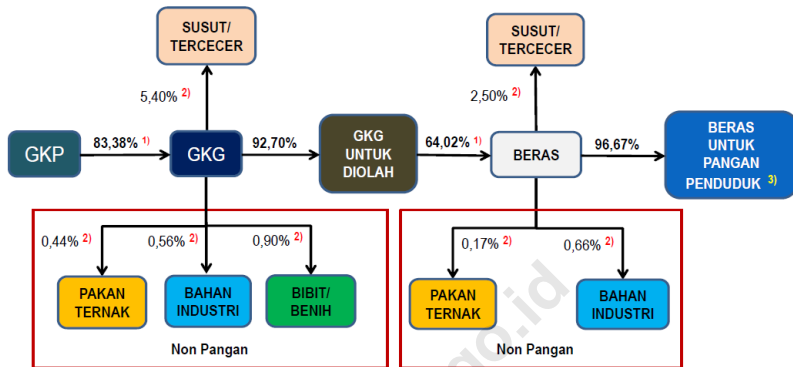 SUSUT/
TERCECER
SUSUT/
TERCECER
5,40% 2)
2,50% 2)
GKP
83,38% 1)
GKG
92,70%
GKG
UNTUK
DIOLAH
64,02% 1)
BERAS
96,67%
BERAS
UNTUK
PANGAN
PENDUDUK 3)
0,44% 2)
0,56% 2)
0,90% 2)
0,17% 2)
0,66% 2)
PAKAN
TERNAK
BAHAN
INDUSTRI
BIBIT/
BENIH
PAKAN
TERNAK
BAHAN
INDUSTRI
Non Pangan
Non Pangan
go.id